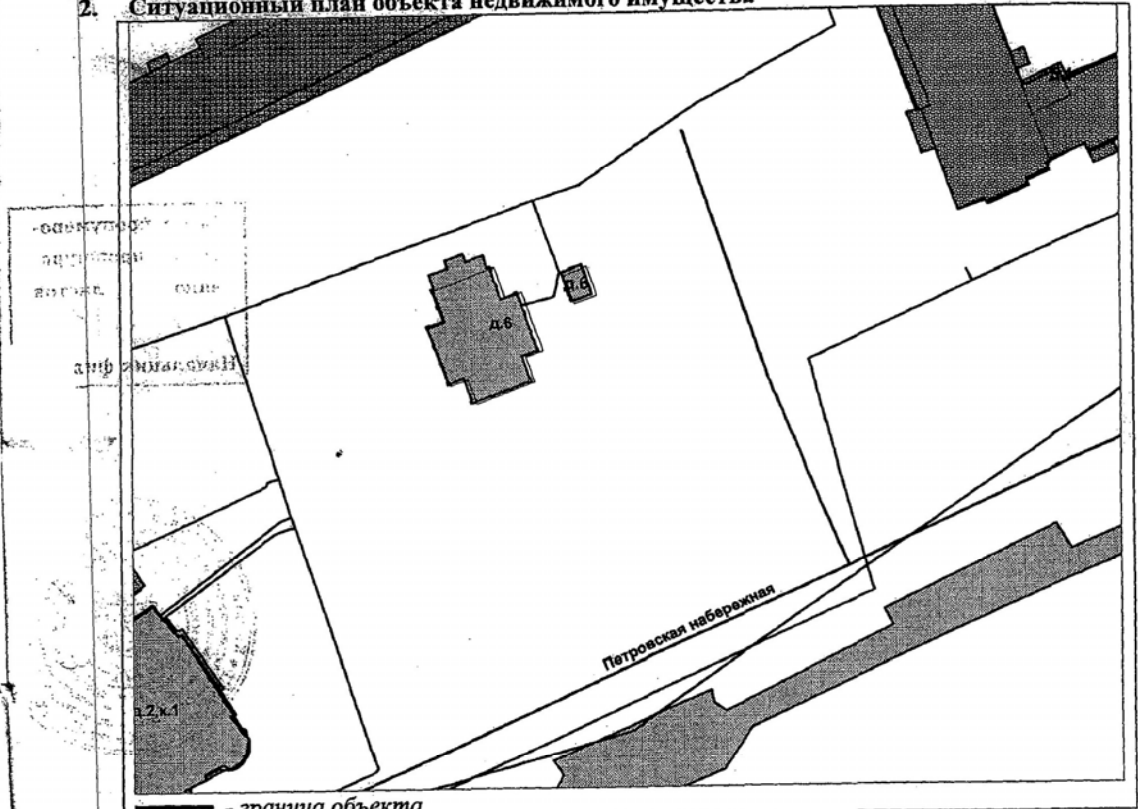 2. Ситуационный план объекта недвижимого имущества
д.6
д.6
Петровская набережная
д.2,к.1
- граница объекта